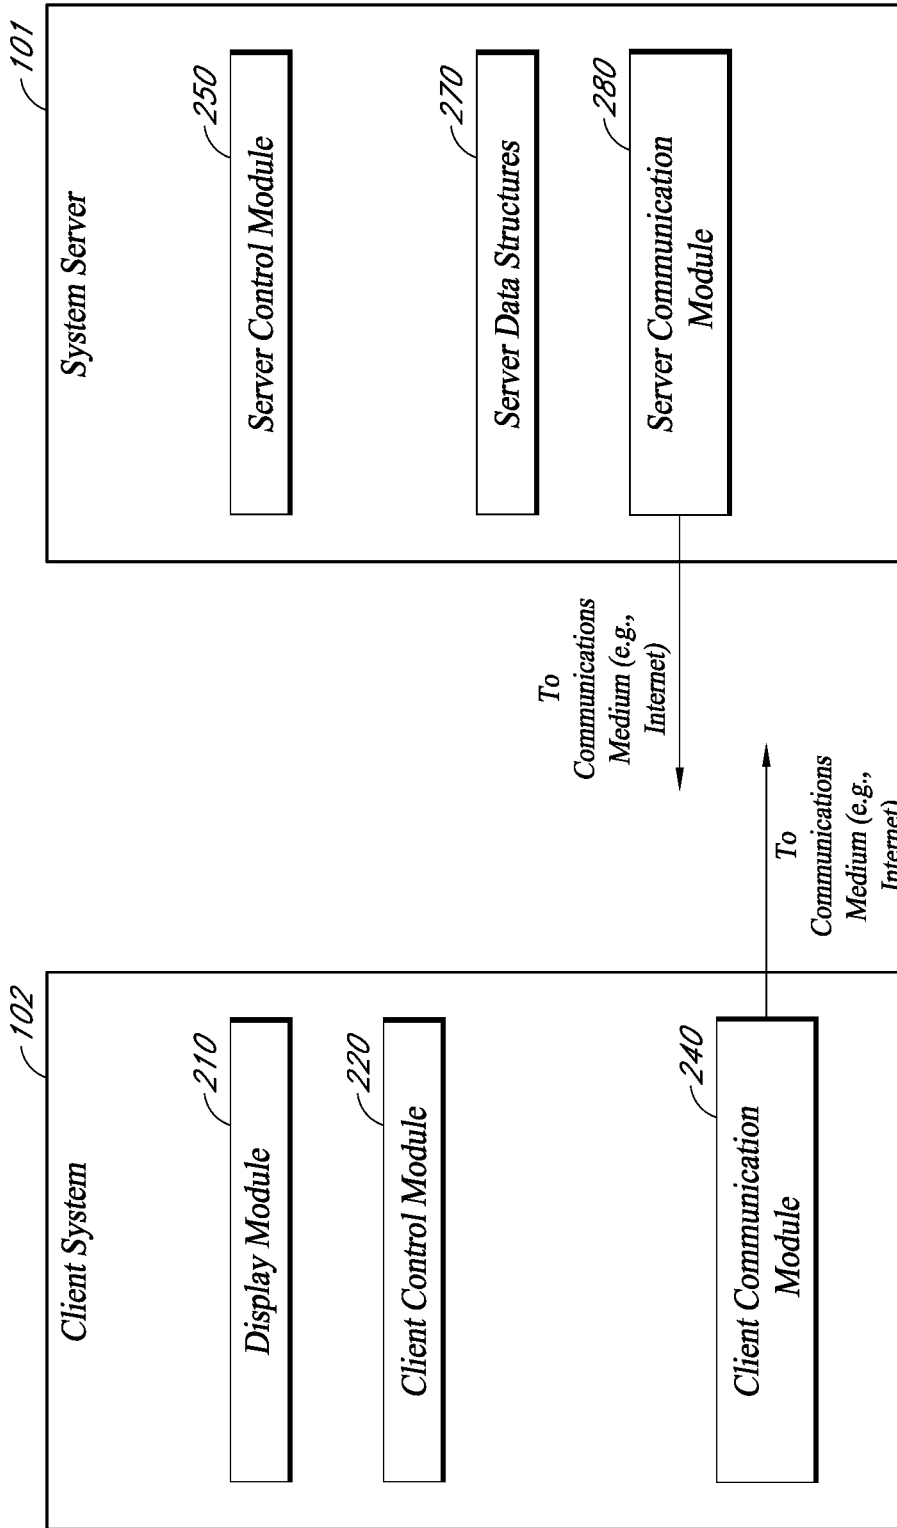 102
Client System
210
Display Module
220
Client Control Module
240
Client Communication
Module
To
Communications
Medium (e.g.,
Internet)
101
System Server
250
Server Control Module
270
Server Data Structures
280
Server Communication
Module
To
Communications
Medium (e.g.,
Internet)